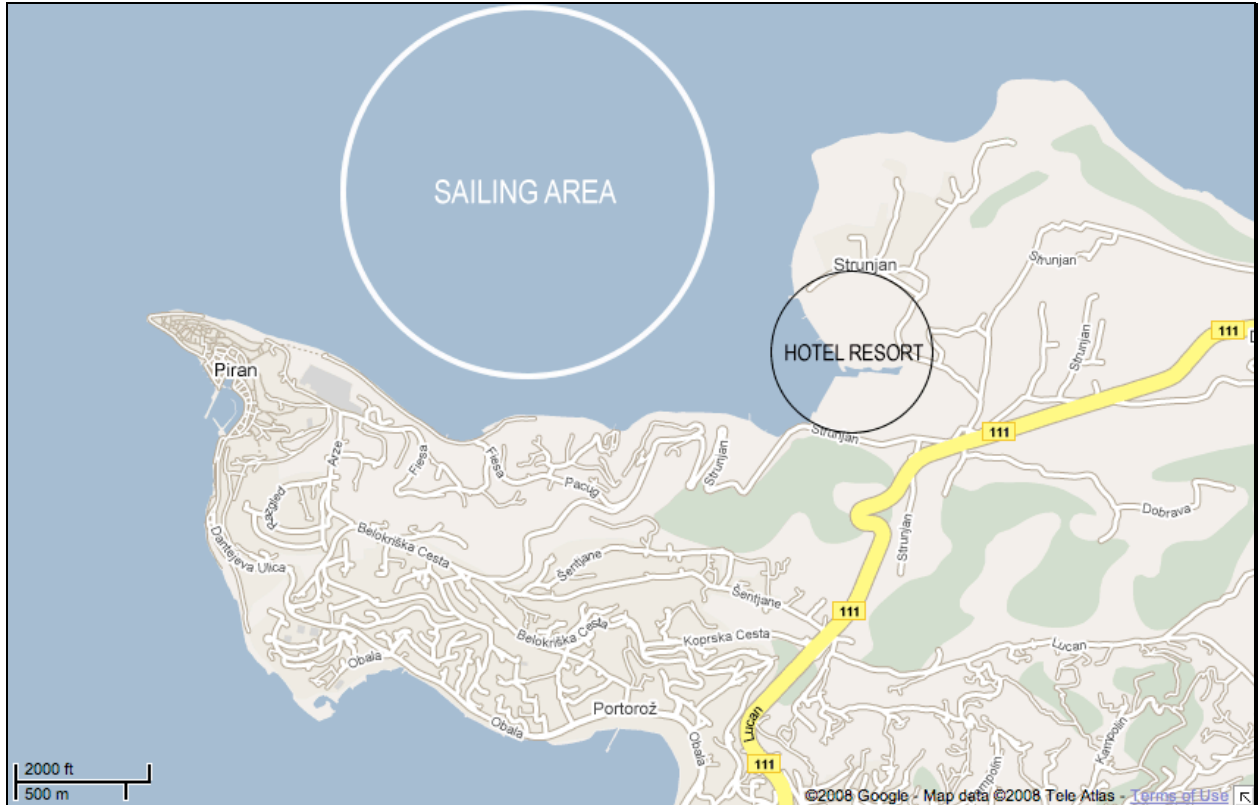 SAILING AREA
Strunjan
Strunjan
111
Strunjan
HOTEL RESORT
Piran
111
Strunjan
Strunjan
Arze
Fiesa
Fiesa
Pacug
Razgled
Dobrava
Belokriška Cesta
Dantejeva Ulica
Strunjan
Šentjane
Šentjane
111
Belokriška Cesta
Koprska Cesta
Lucan
Obala
Portorož
Lucan
Obala
Obala
Kampolin
Kampolin
111
2000 ft
500 m
©2008 Google - Map data ©2008 Tele Atlas - Terms of Use